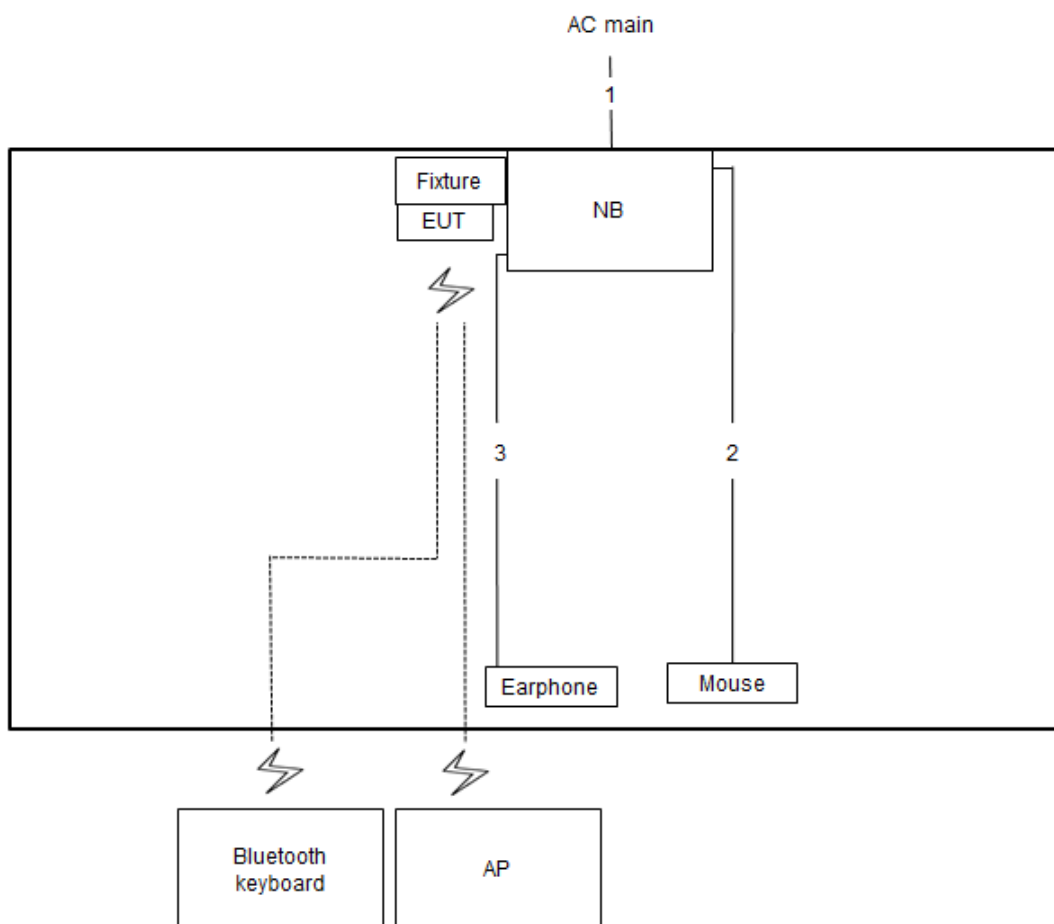 AC main
1
Fixture
EUT
NB
3
2
Earphone
Mouse
Bluetooth
keyboard
AP